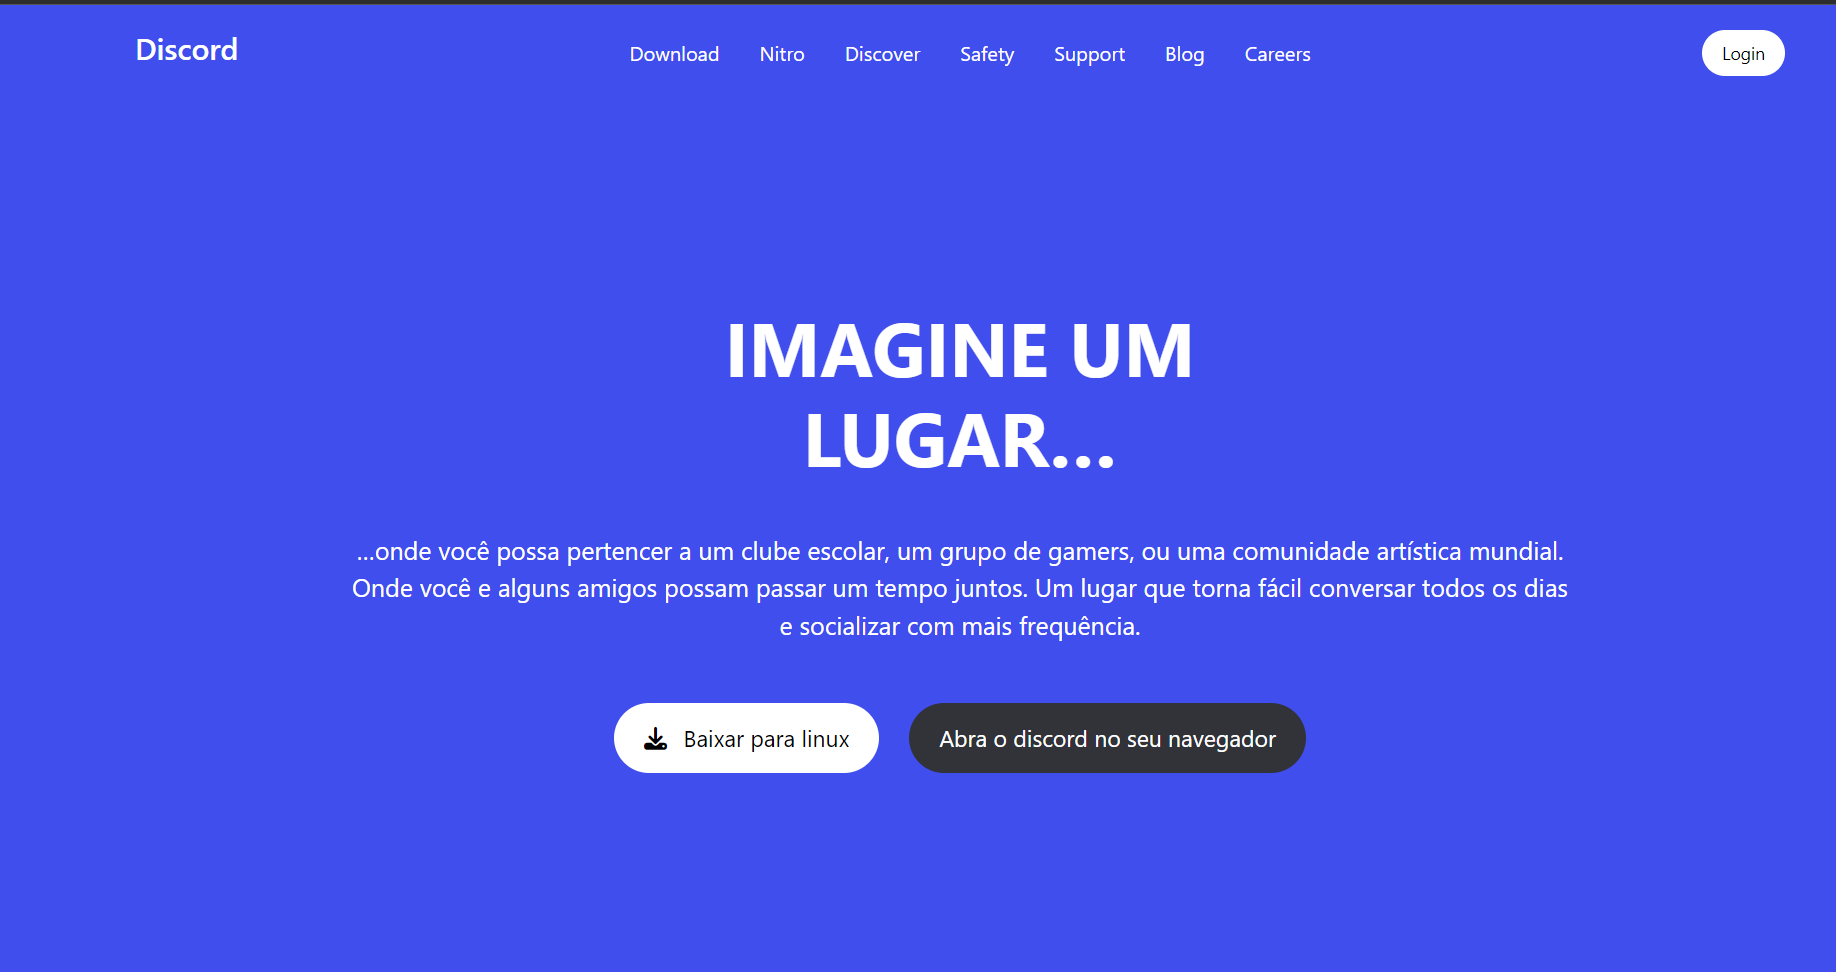 Discord
Download Nitro Discover Safety Support Blog Careers
Login
IMAGINE UM
LUGAR...
...onde você possa pertencer a um clube escolar, um grupo de gamers, ou uma comunidade artística mundial.
Onde você e alguns amigos possam passar um tempo juntos. Um lugar que torna fácil conversar todos os dias
e socializar com mais frequência.
Baixar para linux
Abra o discord no seu navegador